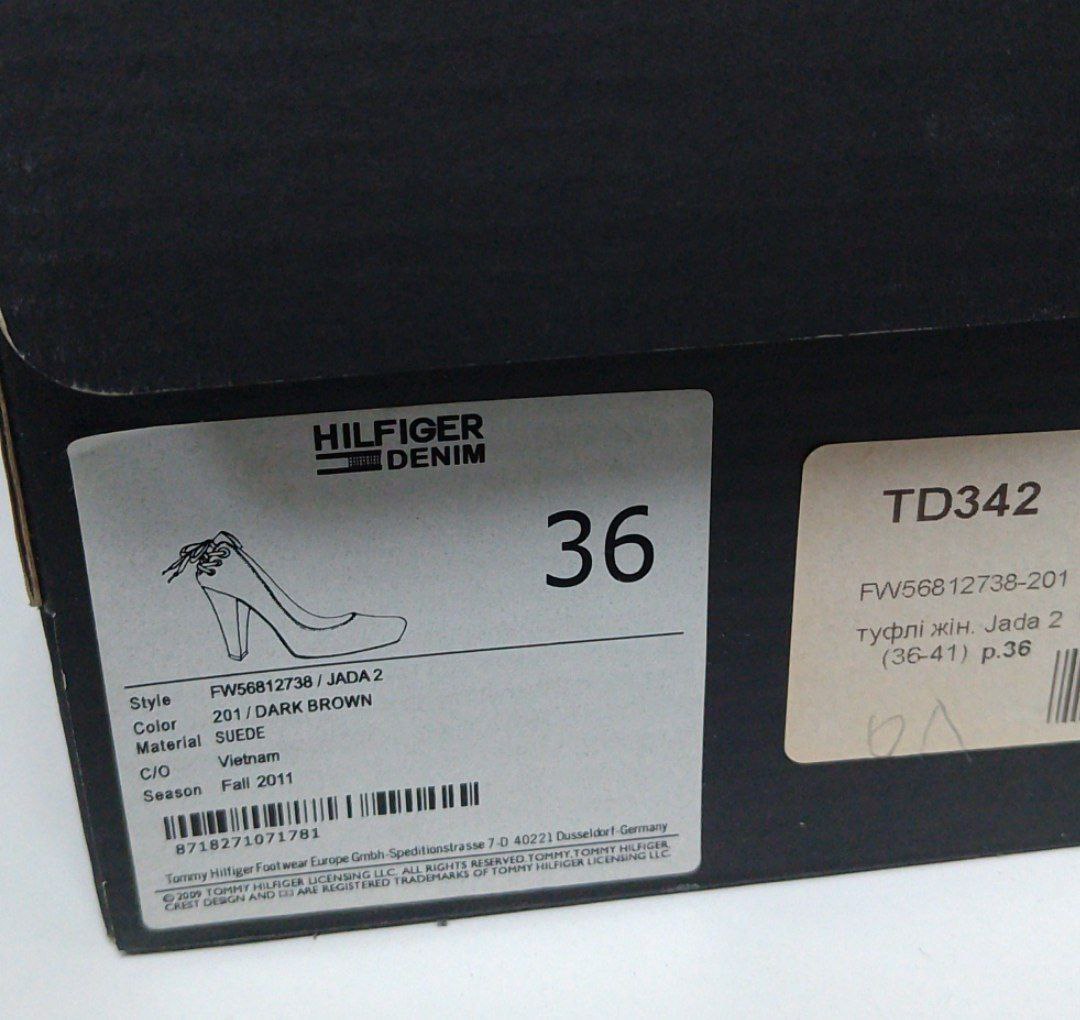 HILFIGER
DENIM
36
Style FW56812738 / JADA 2
Color 201 / DARK BROWN
Material SUEDE
C/O Vietnam
Season Fall 2011
8718271071781
Tommy Hilfiger Footwear Europe Gmbh-Speditionstrasse 7-D 40221 Dusseldorf-Germany
© 2009 TOMMY HILFIGER LICENSING LLC. ALL RIGHTS RESERVED. TOMMY, TOMMY HILFIGER,
CREST DESIGN AND ARE REGISTERED TRADEMARKS OF TOMMY HILFIGER LICENSING LLC.
TD342
FW56812738-201
туфлі жін. Jada 2
(36-41) р.36